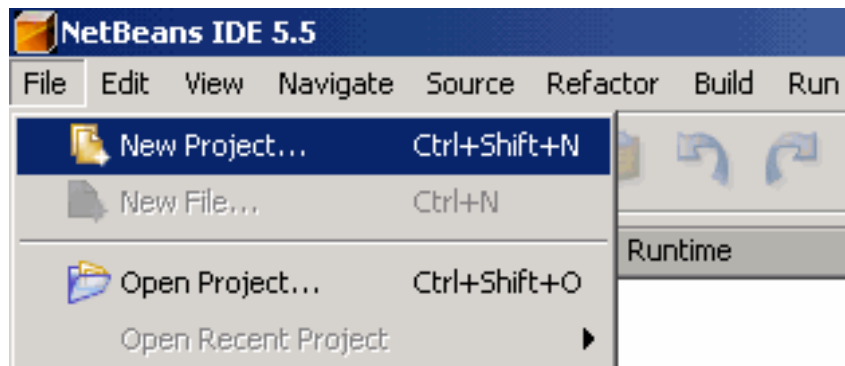 NetBeans IDE 5.5
File Edit View Navigate Source Refactor Build Run
New Project... Ctrl+Shift+N
New File... Ctrl+N
Runtime
Open Project... Ctrl+Shift+O
Open Recent Project